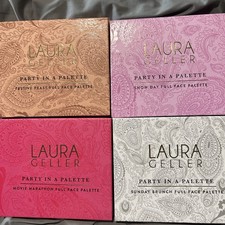 LAURA
GELLER
PARTY IN A PALETTE
FESTIVE FEAST FULL FACE PALETTE
LAURA
GELLER
PARTY IN A PALETTE
SNOW DAY FULL FACE PALETTE
LAURA
GELLER
PARTY IN A PALETTE
MOVIE MARATHON FULL FACE PALETTE
LAURA
GELLER
PARTY IN A PALETTE
SUNDAY BRUNCH FULL FACE PALETTE